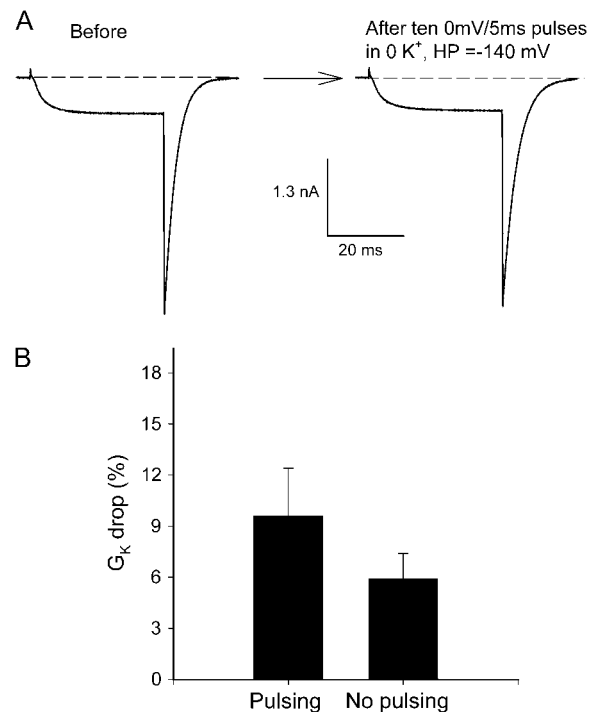 A
Before
After ten 0mV/5ms pulses
in 0 K⁺, HP =-140 mV
1.3 nA
20 ms
B
18
15
12
9
6
3
0
G_K drop (%)
Pulsing
No pulsing